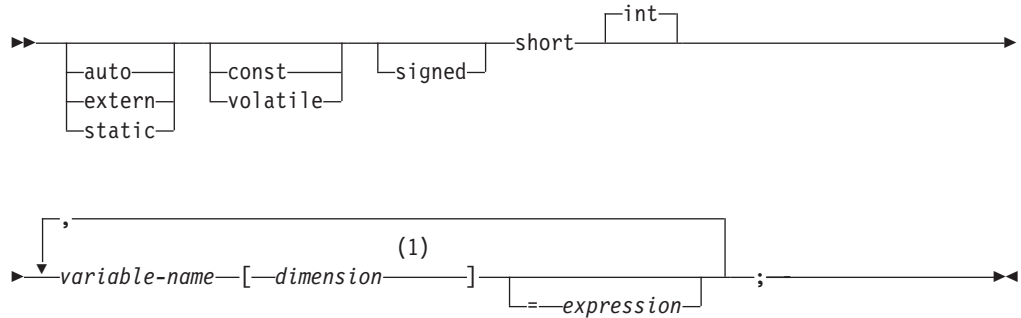 int
short
auto
const
signed
extern
volatile
static
,
(1)
variable-name [ dimension ] ;
= expression